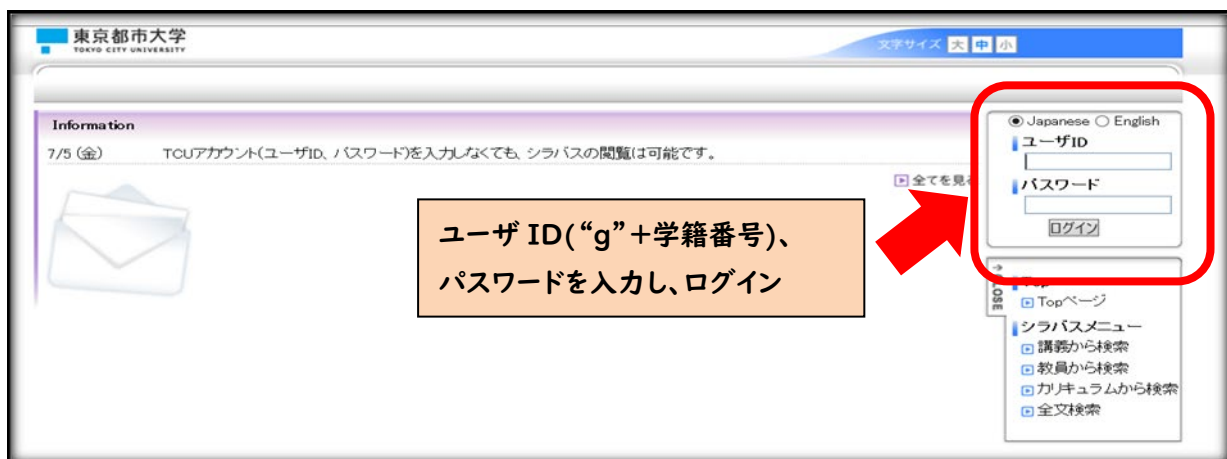 東京都市大学
TOKYO CITY UNIVERSITY
文字サイズ 大 中 小
Information
7/5 (金) TCUアカウント(ユーザID、パスワード)を入力しなくても、シラバスの閲覧は可能です。
全てを見
Japanese English
ユーザID
パスワード
ログイン
ユーザ ID(“g”+学籍番号)、
パスワードを入力し、ログイン
CLOSE
Top
Topページ
シラバスメニュー
講義から検索
教員から検索
カリキュラムから検索
全文検索